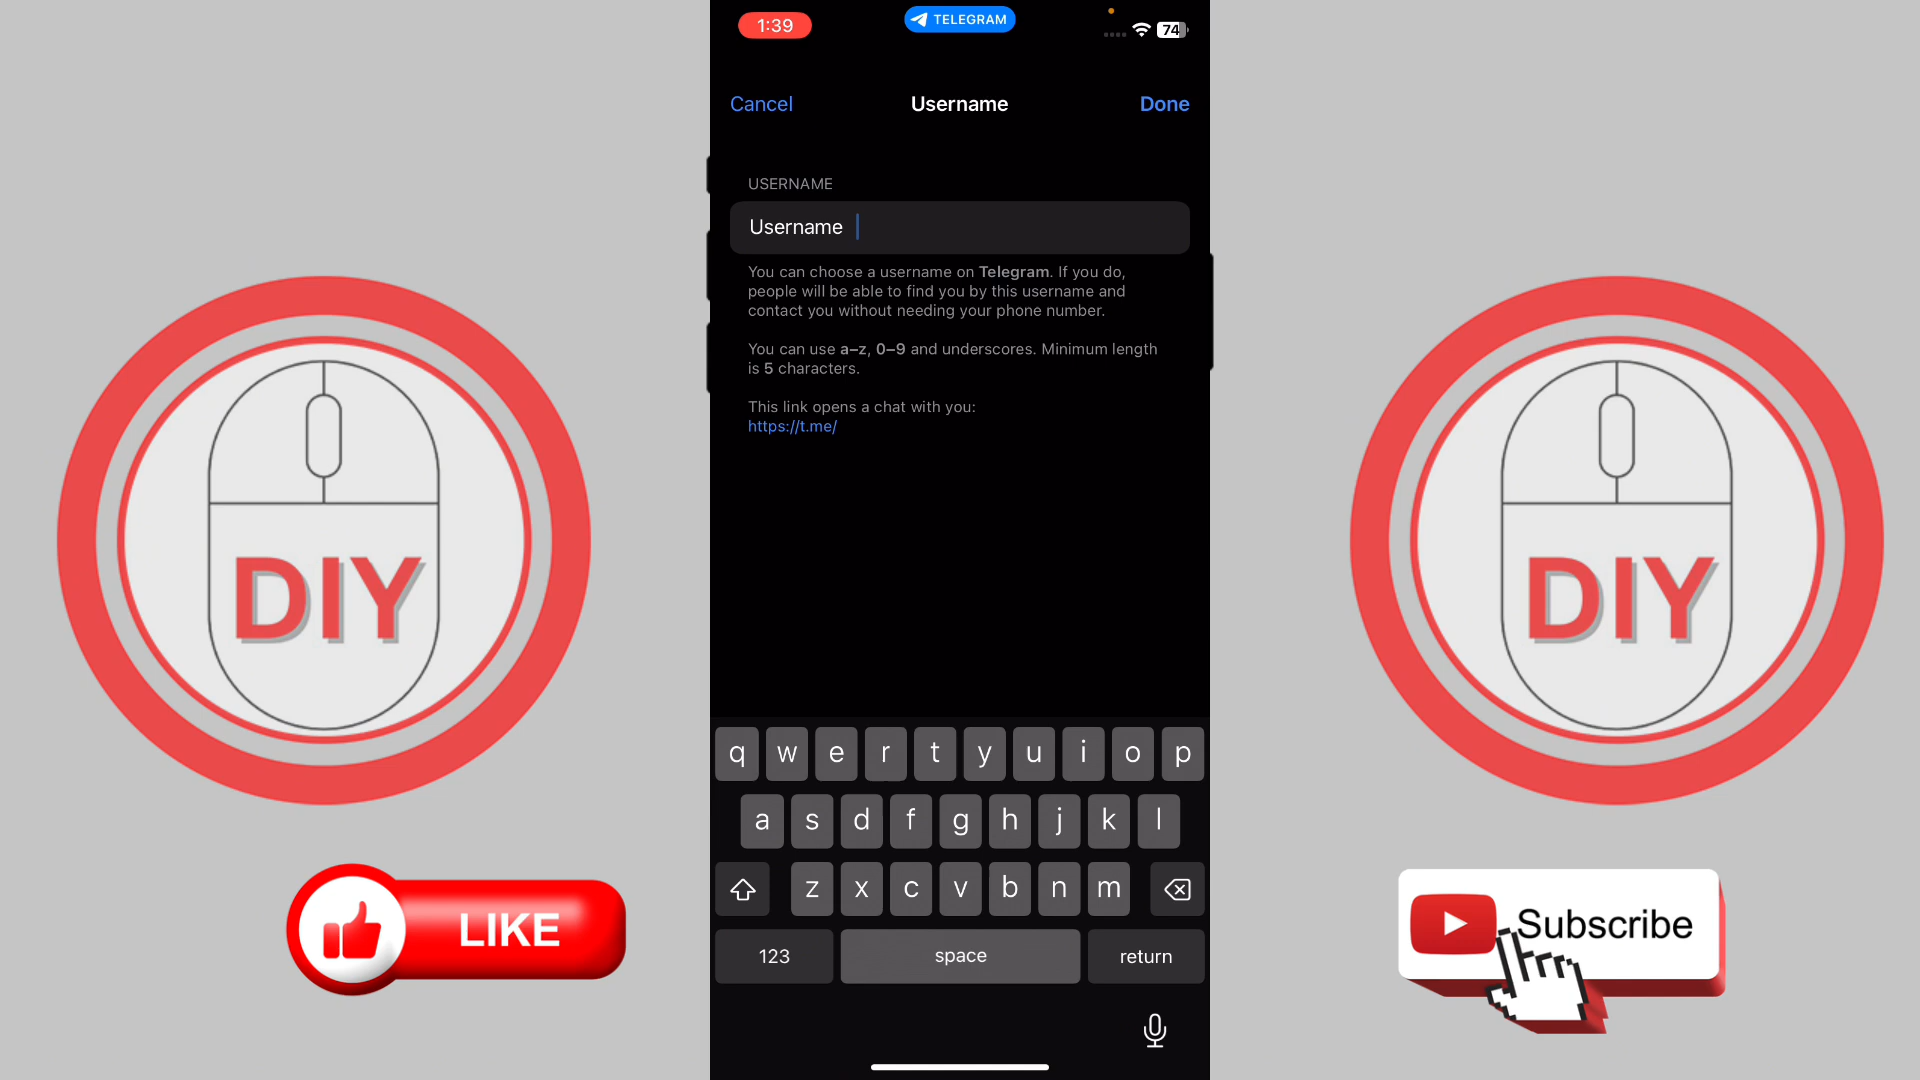 1:39
TELEGRAM
74
Cancel
Username
Done
USERNAME
Username
You can choose a username on Telegram. If you do,
people will be able to find you by this username and
contact you without needing your phone number.
You can use a–z, 0–9 and underscores. Minimum length
is 5 characters.
This link opens a chat with you:
https://t.me/
DIY
DIY
q w e r t y u i o p
a s d f g h j k l
z x c v b n m
123
space
return
LIKE
Subscribe